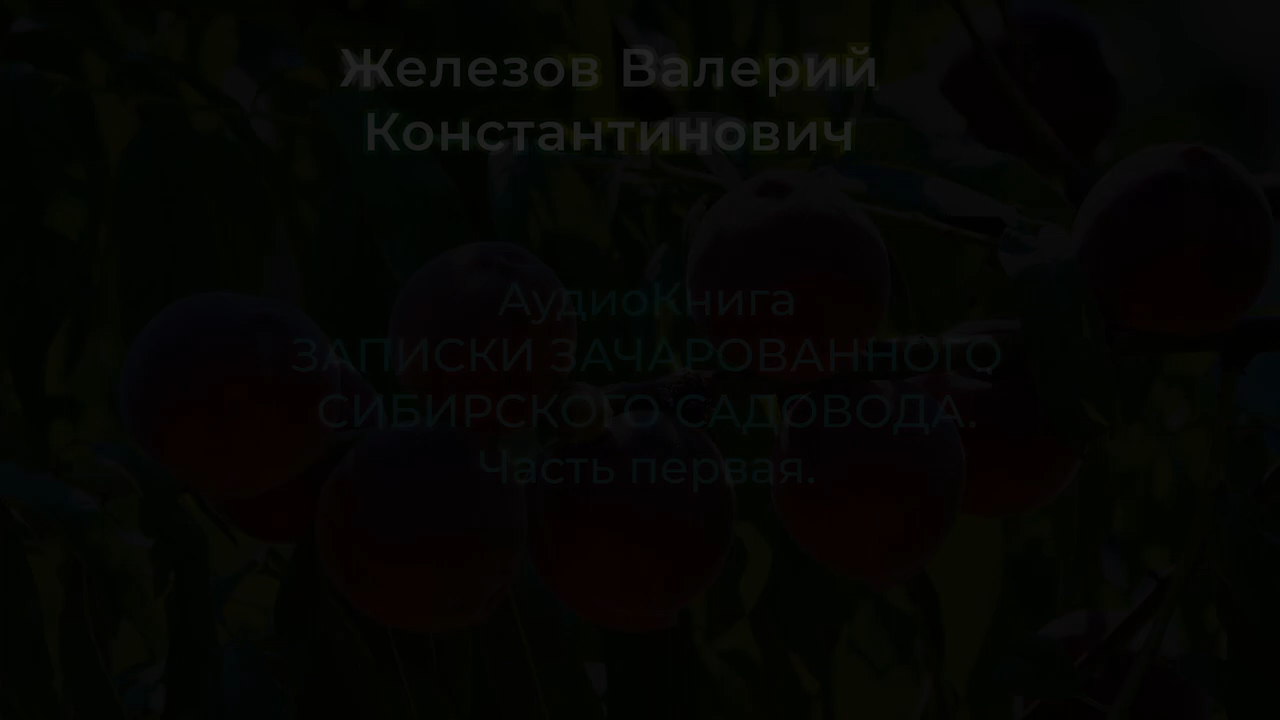 Железов Валерий
Константинович
АудиоКнига
ЗАПИСКИ ЗАЧАРОВАННОГО
СИБИРСКОГО САДОВОДА.
Часть первая.